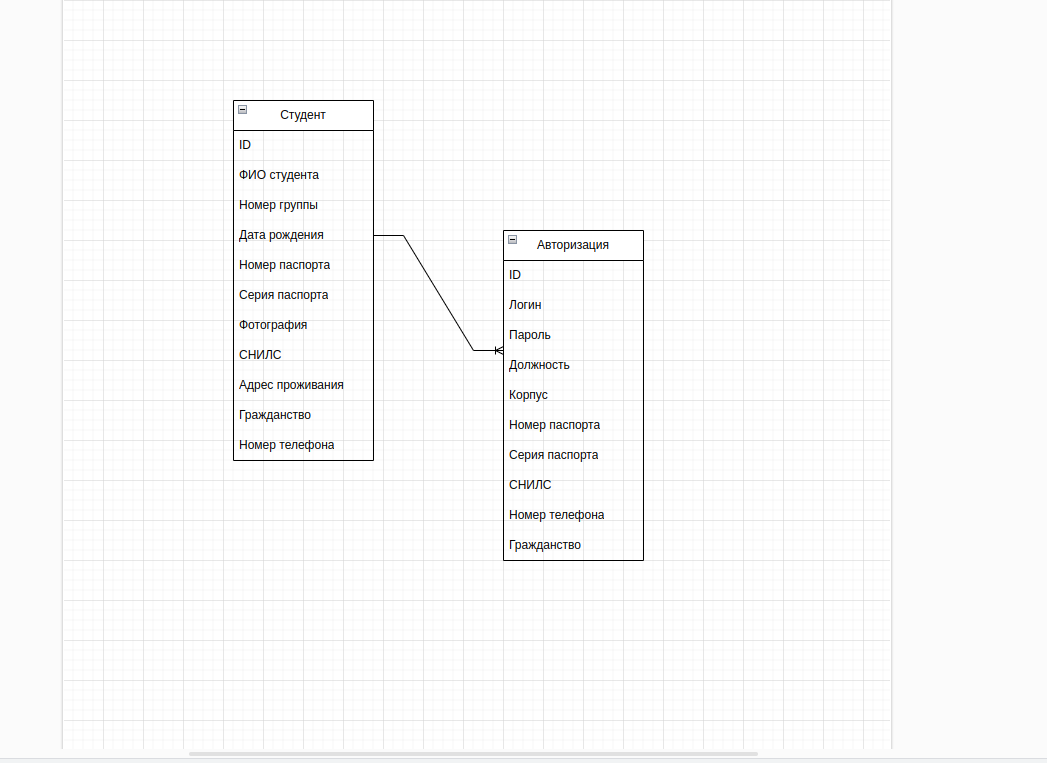 Студент
ID
ФИО студента
Номер группы
Дата рождения
Номер паспорта
Серия паспорта
Фотография
СНИЛС
Адрес проживания
Гражданство
Номер телефона
Авторизация
ID
Логин
Пароль
Должность
Корпус
Номер паспорта
Серия паспорта
СНИЛС
Номер телефона
Гражданство